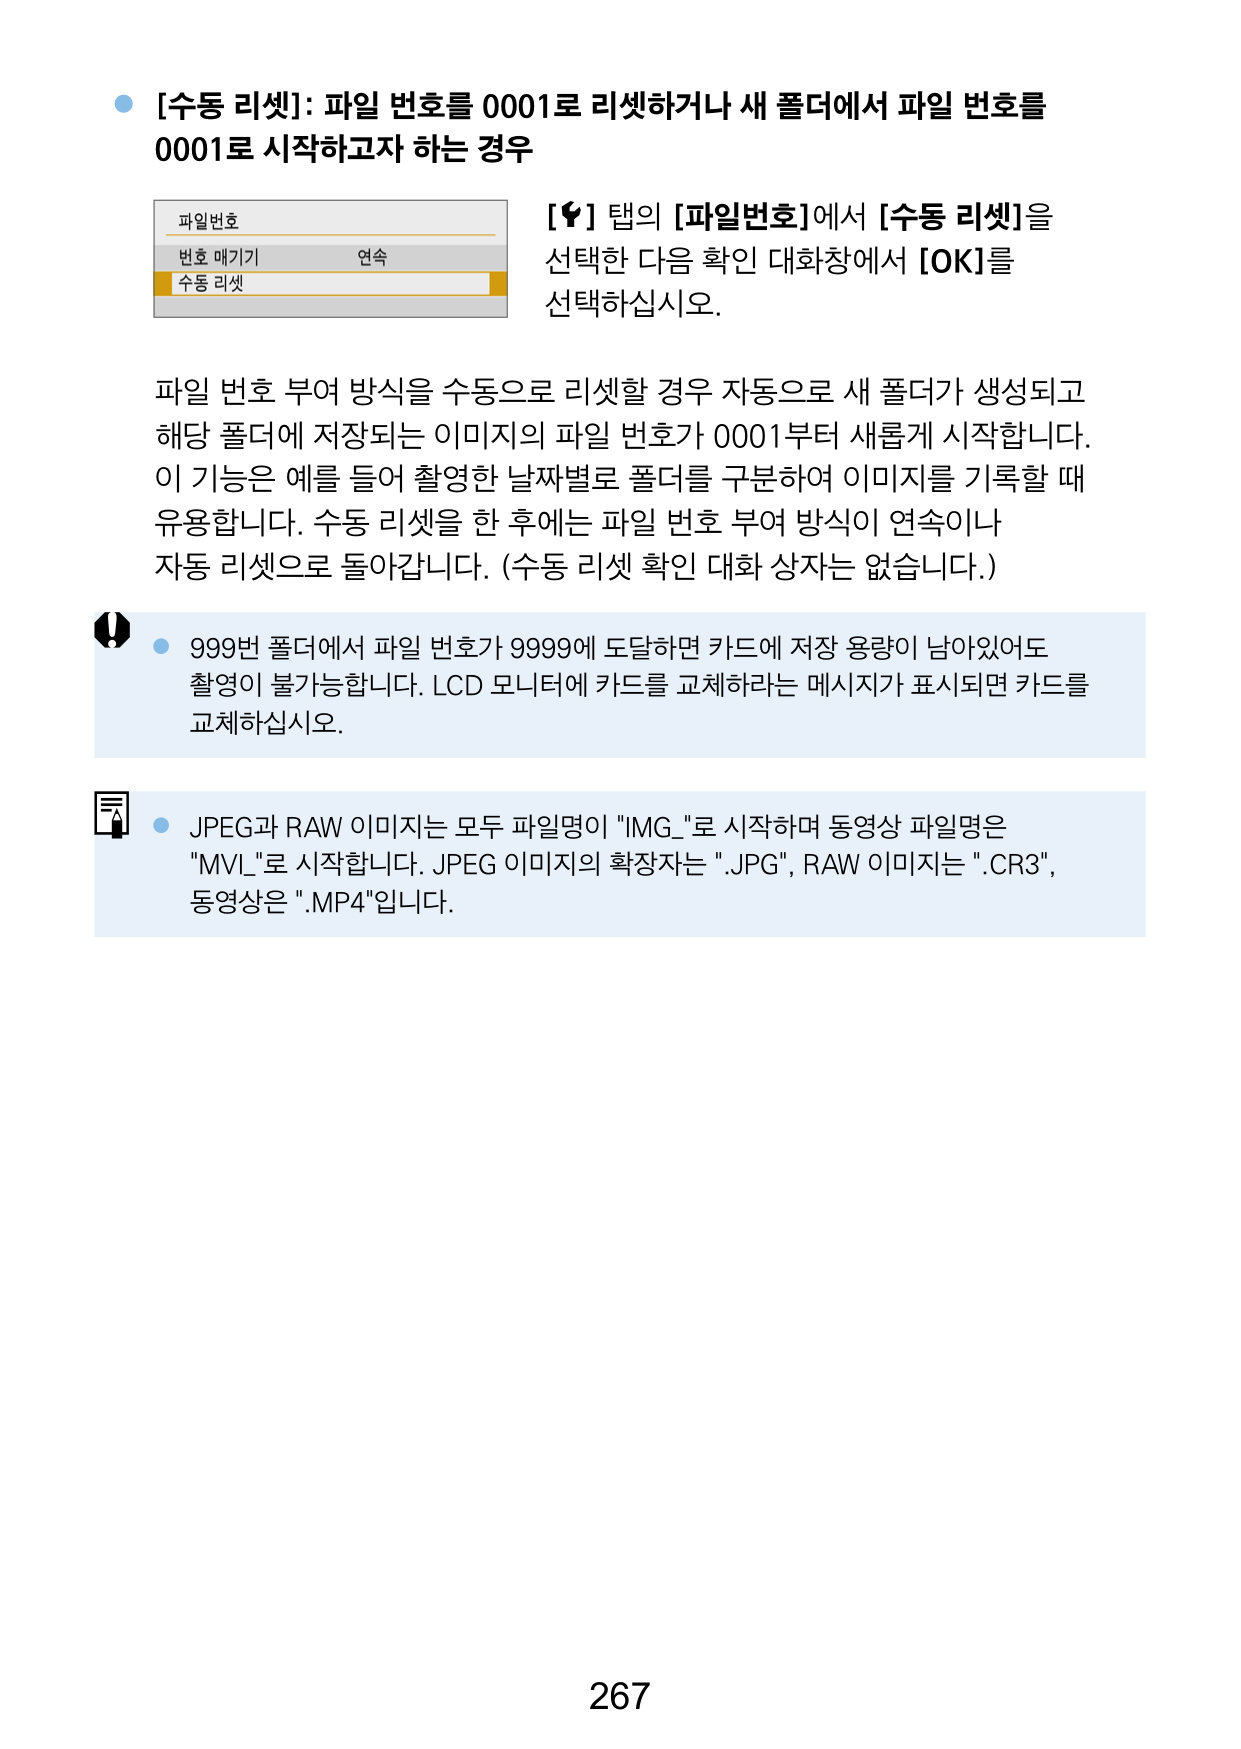 [수동 리셋]: 파일 번호를 0001로 리셋하거나 새 폴더에서 파일 번호를
0001로 시작하고자 하는 경우
파일번호
번호 매기기 연속
수동 리셋
[] 탭의 [파일번호]에서 [수동 리셋]을
선택한 다음 확인 대화창에서 [OK]를
선택하십시오.
파일 번호 부여 방식을 수동으로 리셋할 경우 자동으로 새 폴더가 생성되고
해당 폴더에 저장되는 이미지의 파일 번호가 0001부터 새롭게 시작합니다.
이 기능은 예를 들어 촬영한 날짜별로 폴더를 구분하여 이미지를 기록할 때
유용합니다. 수동 리셋을 한 후에는 파일 번호 부여 방식이 연속이나
자동 리셋으로 돌아갑니다. (수동 리셋 확인 대화 상자는 없습니다.)
999번 폴더에서 파일 번호가 9999에 도달하면 카드에 저장 용량이 남아있어도
촬영이 불가능합니다. LCD 모니터에 카드를 교체하라는 메시지가 표시되면 카드를
교체하십시오.
JPEG과 RAW 이미지는 모두 파일명이 "IMG_"로 시작하며 동영상 파일명은
"MVI_"로 시작합니다. JPEG 이미지의 확장자는 ".JPG", RAW 이미지는 ".CR3",
동영상은 ".MP4"입니다.
267